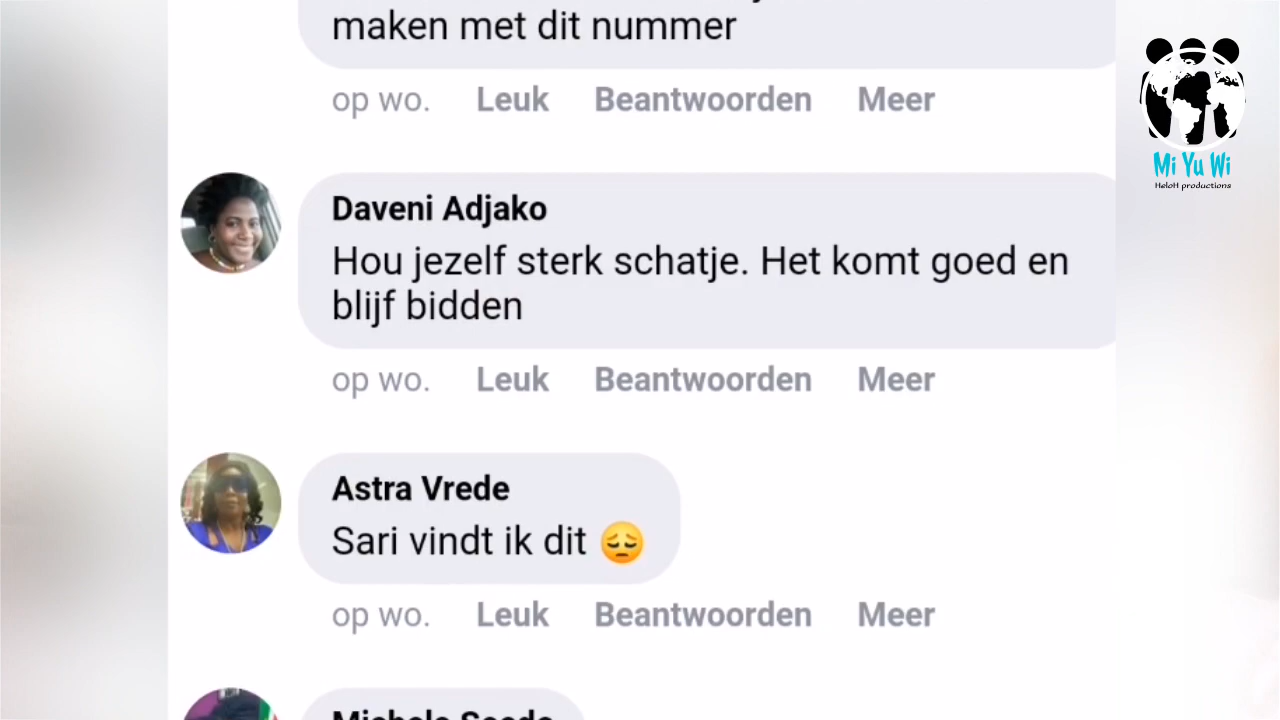 maken met dit nummer
op wo. Leuk Beantwoorden Meer
Daveni Adjako
Hou jezelf sterk schatje. Het komt goed en
blijf bidden
op wo. Leuk Beantwoorden Meer
Astra Vrede
Sari vindt ik dit 😔
op wo. Leuk Beantwoorden Meer
Mi Yu Wi
HeloH productions